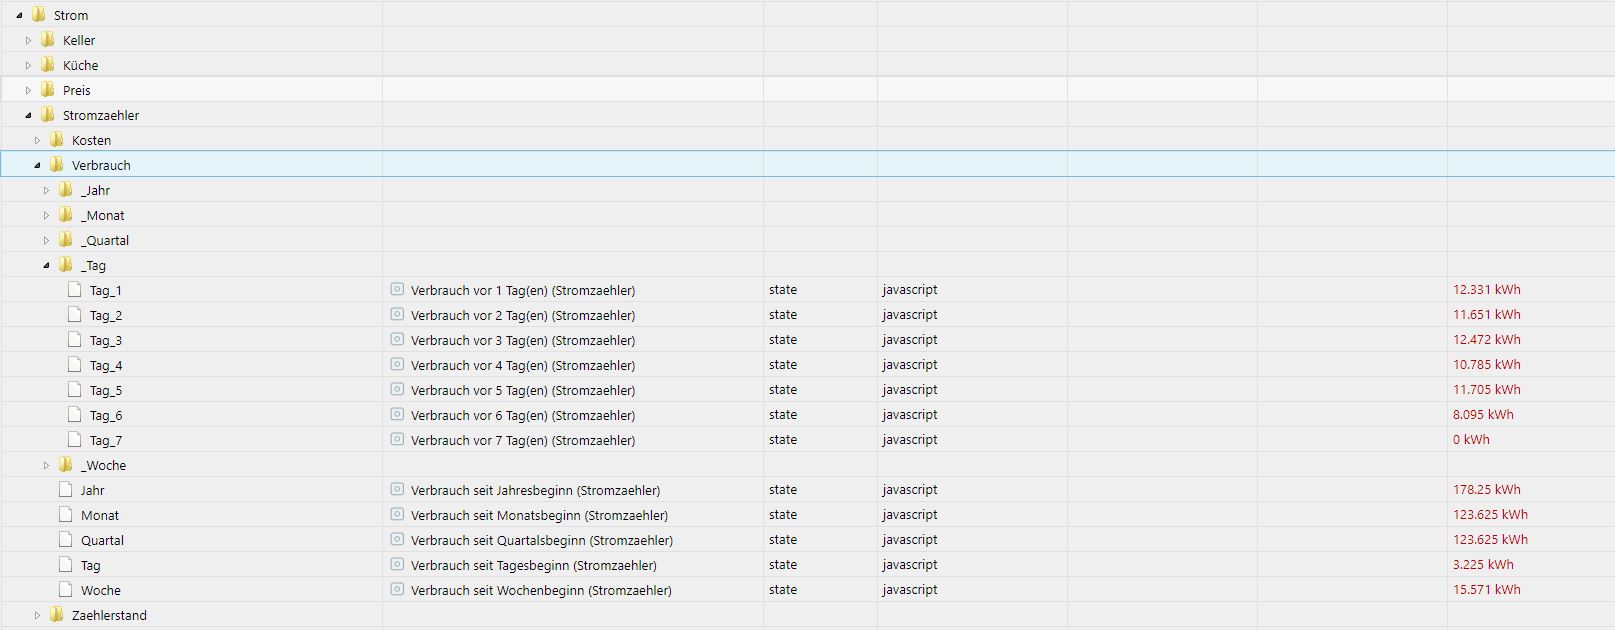 Strom
Keller
Küche
Preis
Stromzaehler
Kosten
Verbrauch
_Jahr
_Monat
_Quartal
_Tag
Tag_1 Verbrauch vor 1 Tag(en) (Stromzaehler) state javascript 12.331 kWh
Tag_2 Verbrauch vor 2 Tag(en) (Stromzaehler) state javascript 11.651 kWh
Tag_3 Verbrauch vor 3 Tag(en) (Stromzaehler) state javascript 12.472 kWh
Tag_4 Verbrauch vor 4 Tag(en) (Stromzaehler) state javascript 10.785 kWh
Tag_5 Verbrauch vor 5 Tag(en) (Stromzaehler) state javascript 11.705 kWh
Tag_6 Verbrauch vor 6 Tag(en) (Stromzaehler) state javascript 8.095 kWh
Tag_7 Verbrauch vor 7 Tag(en) (Stromzaehler) state javascript 0 kWh
_Woche
Jahr Verbrauch seit Jahresbeginn (Stromzaehler) state javascript 178.25 kWh
Monat Verbrauch seit Monatsbeginn (Stromzaehler) state javascript 123.625 kWh
Quartal Verbrauch seit Quartalsbeginn (Stromzaehler) state javascript 123.625 kWh
Tag Verbrauch seit Tagesbeginn (Stromzaehler) state javascript 3.225 kWh
Woche Verbrauch seit Wochenbeginn (Stromzaehler) state javascript 15.571 kWh
Zaehlerstand